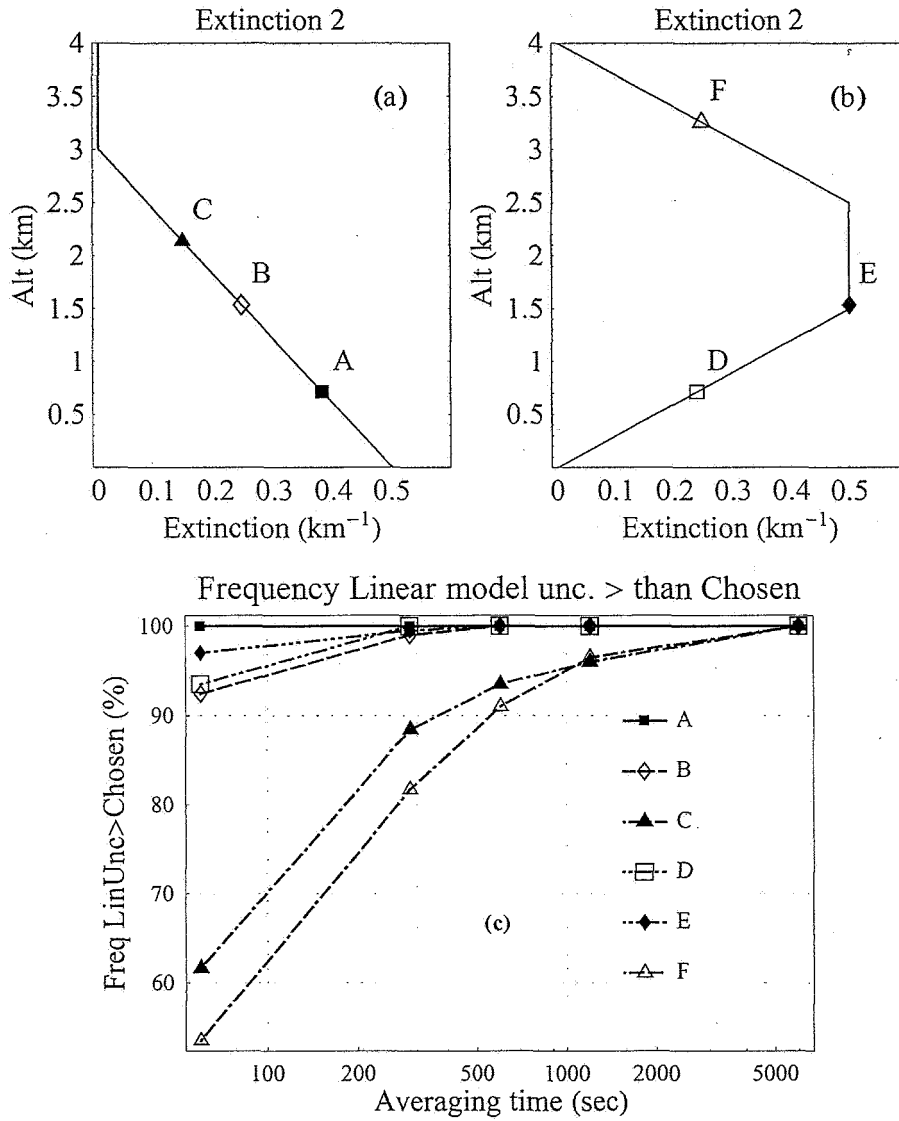 Extinction 2
4
3.5
3
2.5
2
1.5
1
0.5
Alt (km)
(a)
C
B
A
0 0.1 0.2 0.3 0.4 0.5
Extinction (km⁻¹)
Extinction 2
4
3.5
3
2.5
2
1.5
1
0.5
Alt (km)
(b)
F
E
D
0 0.1 0.2 0.3 0.4 0.5
Extinction (km⁻¹)
Frequency Linear model unc. > than Chosen
100
90
80
70
60
Freq LinUnc>Chosen (%)
A
B
C
D
E
F
(c)
100 200 500 1000 2000 5000
Averaging time (sec)